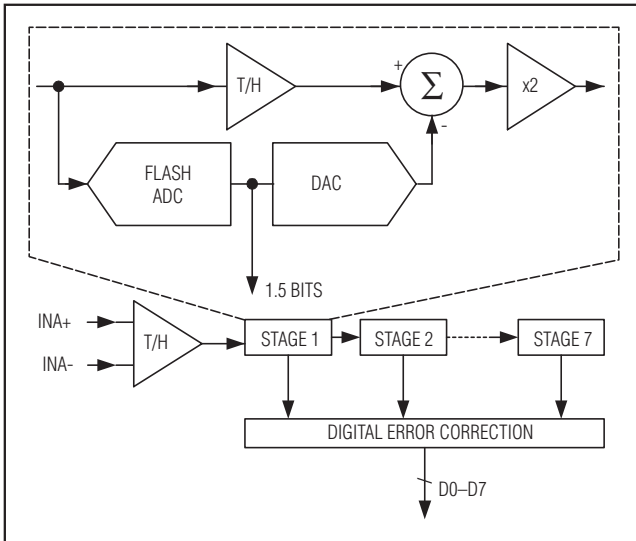 T/H
+
Σ
-
x2
FLASH
ADC
DAC
1.5 BITS
INA+
INA-
T/H
STAGE 1
STAGE 2
STAGE 7
DIGITAL ERROR CORRECTION
D0–D7